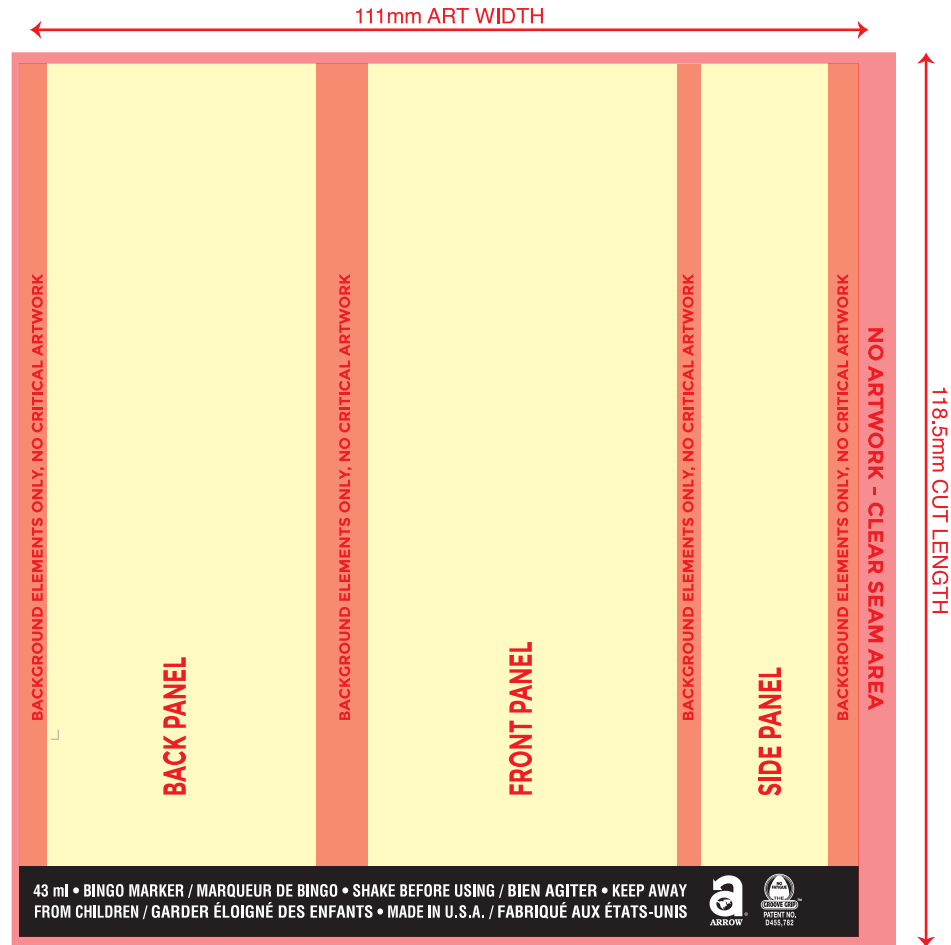 111mm ART WIDTH
BACKGROUND ELEMENTS ONLY, NO CRITICAL ARTWORK
BACK PANEL
BACKGROUND ELEMENTS ONLY, NO CRITICAL ARTWORK
FRONT PANEL
BACKGROUND ELEMENTS ONLY, NO CRITICAL ARTWORK
SIDE PANEL
BACKGROUND ELEMENTS ONLY, NO CRITICAL ARTWORK
NO ARTWORK - CLEAR SEAM AREA
118.5mm CUT LENGTH
43 ml • BINGO MARKER / MARQUEUR DE BINGO • SHAKE BEFORE USING / BIEN AGITER • KEEP AWAY
FROM CHILDREN / GARDER ÉLOIGNÉ DES ENFANTS • MADE IN U.S.A. / FABRIQUÉ AUX ÉTATS-UNIS
a
ARROW®
NO
FATIGUE
THE
GROOVE GRIP™
PATENT NO.
D455,782